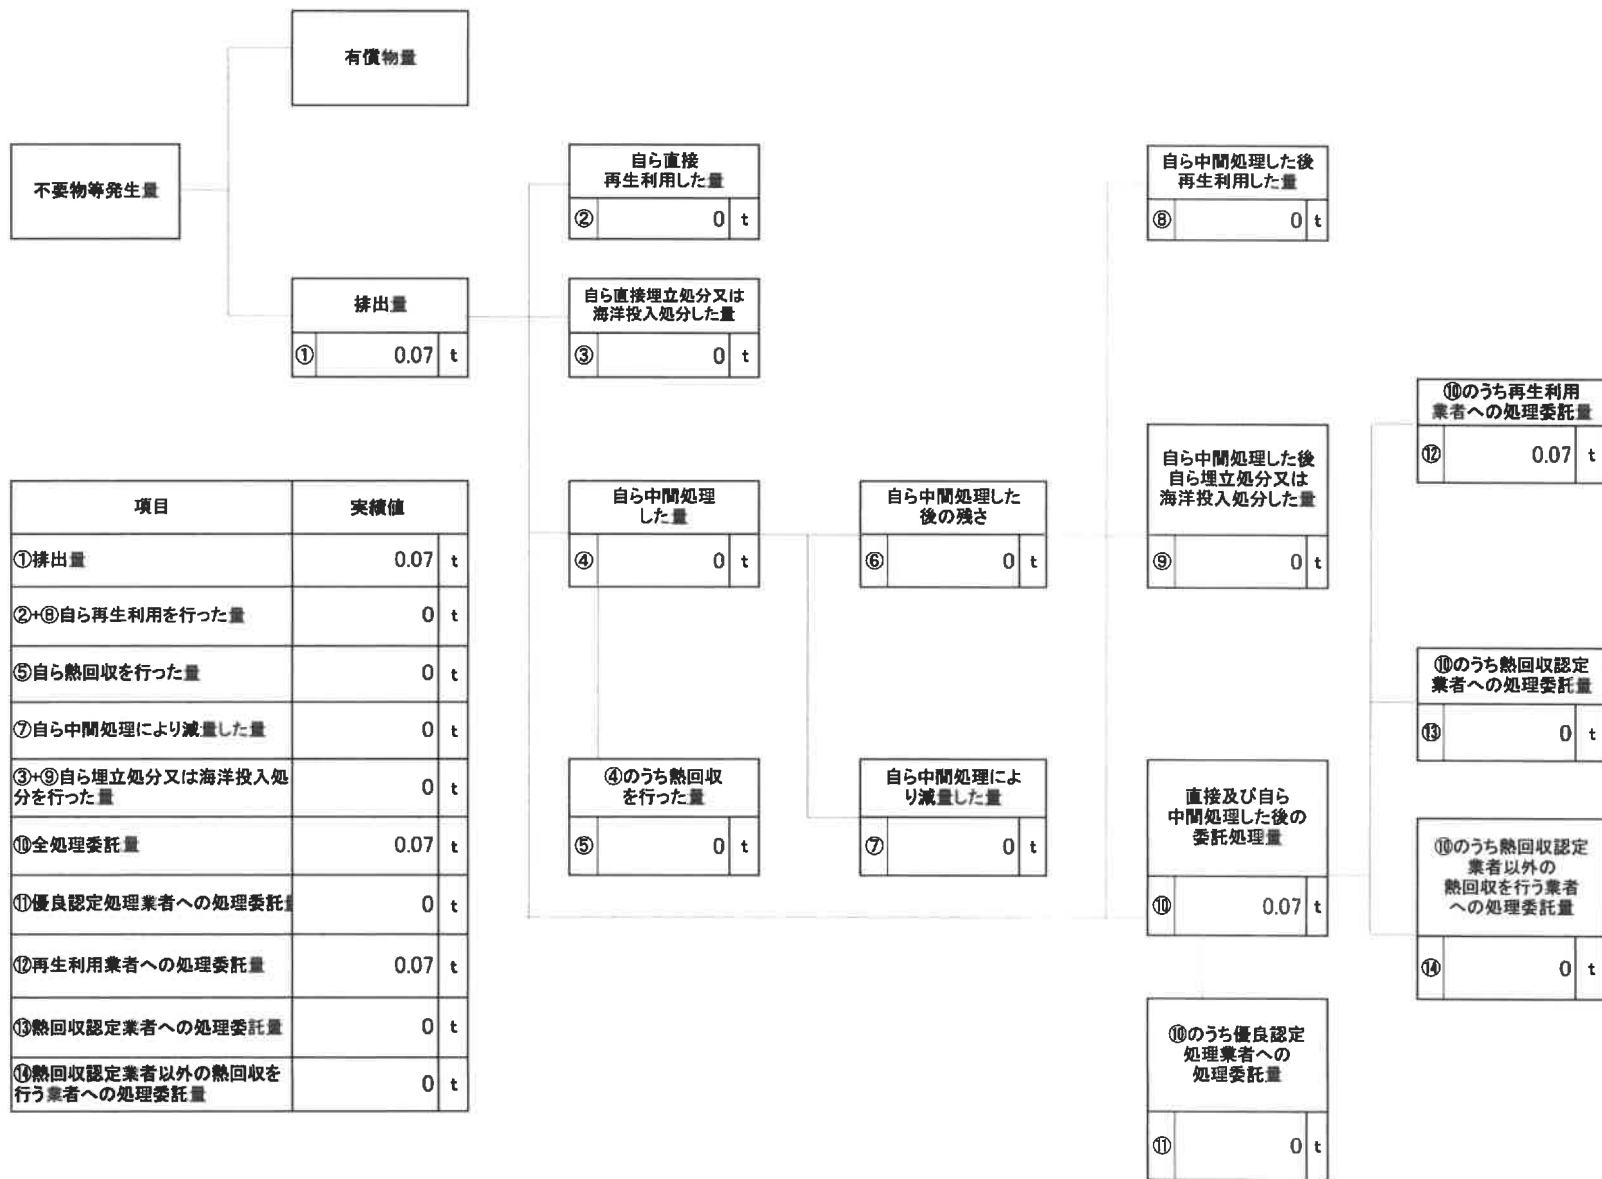 有償物量
不要物等発生量
排出量
① 0.07 t
自ら直接
再生利用した量
② 0 t
自ら直接埋立処分又は
海洋投入処分した量
③ 0 t
自ら中間処理
した量
④ 0 t
④のうち熱回収
を行った量
⑤ 0 t
自ら中間処理した
後の残さ
⑥ 0 t
自ら中間処理によ
り減量した量
⑦ 0 t
自ら中間処理した後
再生利用した量
⑧ 0 t
自ら中間処理した後
自ら埋立処分又は
海洋投入処分した量
⑨ 0 t
直接及び自ら
中間処理した後の
委託処理量
⑩ 0.07 t
⑩のうち優良認定
処理業者への
処理委託量
⑪ 0 t
⑩のうち再生利用
業者への処理委託量
⑫ 0.07 t
⑩のうち熱回収認定
業者への処理委託量
⑬ 0 t
⑩のうち熱回収認定
業者以外の
熱回収を行う業者
への処理委託量
⑭ 0 t
項目 実績値
①排出量 0.07 t
②+⑧自ら再生利用を行った量 0 t
⑤自ら熱回収を行った量 0 t
⑦自ら中間処理により減量した量 0 t
③+⑨自ら埋立処分又は海洋投入処
分を行った量 0 t
⑩全処理委託量 0.07 t
⑪優良認定処理業者への処理委託量 0 t
⑫再生利用業者への処理委託量 0.07 t
⑬熱回収認定業者への処理委託量 0 t
⑭熱回収認定業者以外の熱回収を
行う業者への処理委託量 0 t